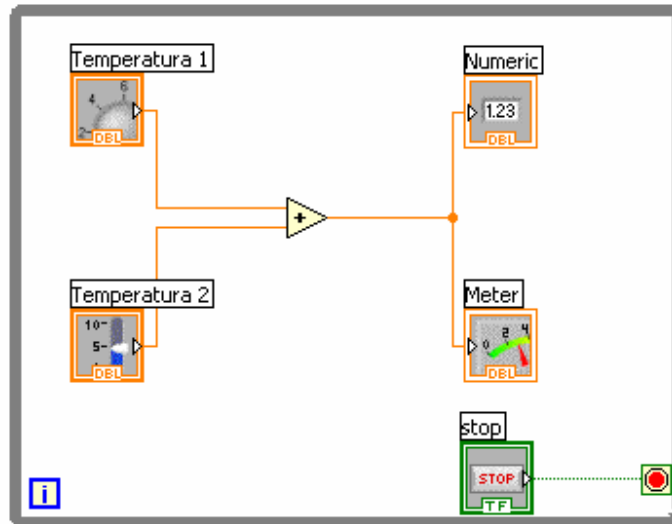 Temperatura 1
2
4
6
DBL
Numeric
1.23
DBL
+
Temperatura 2
10
5
DBL
Meter
0 2 4
DBL
stop
STOP
TF
i